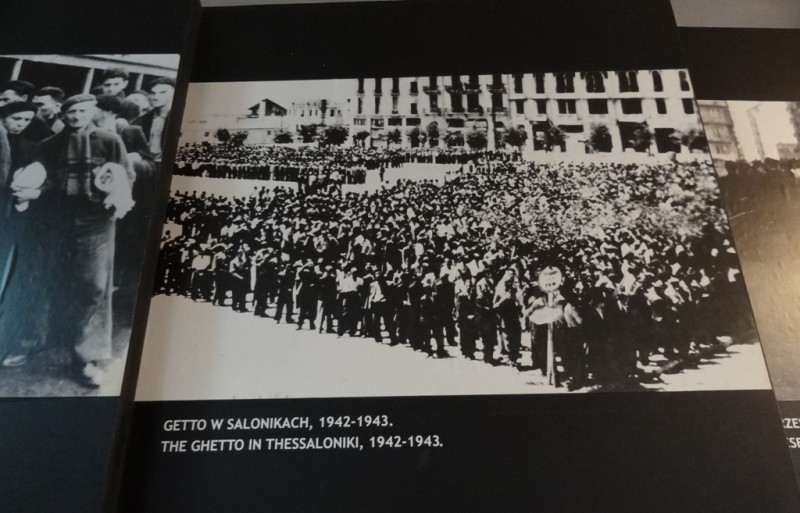 GETTO W SALONIKACH, 1942-1943.
THE GHETTO IN THESSALONIKI, 1942-1943.